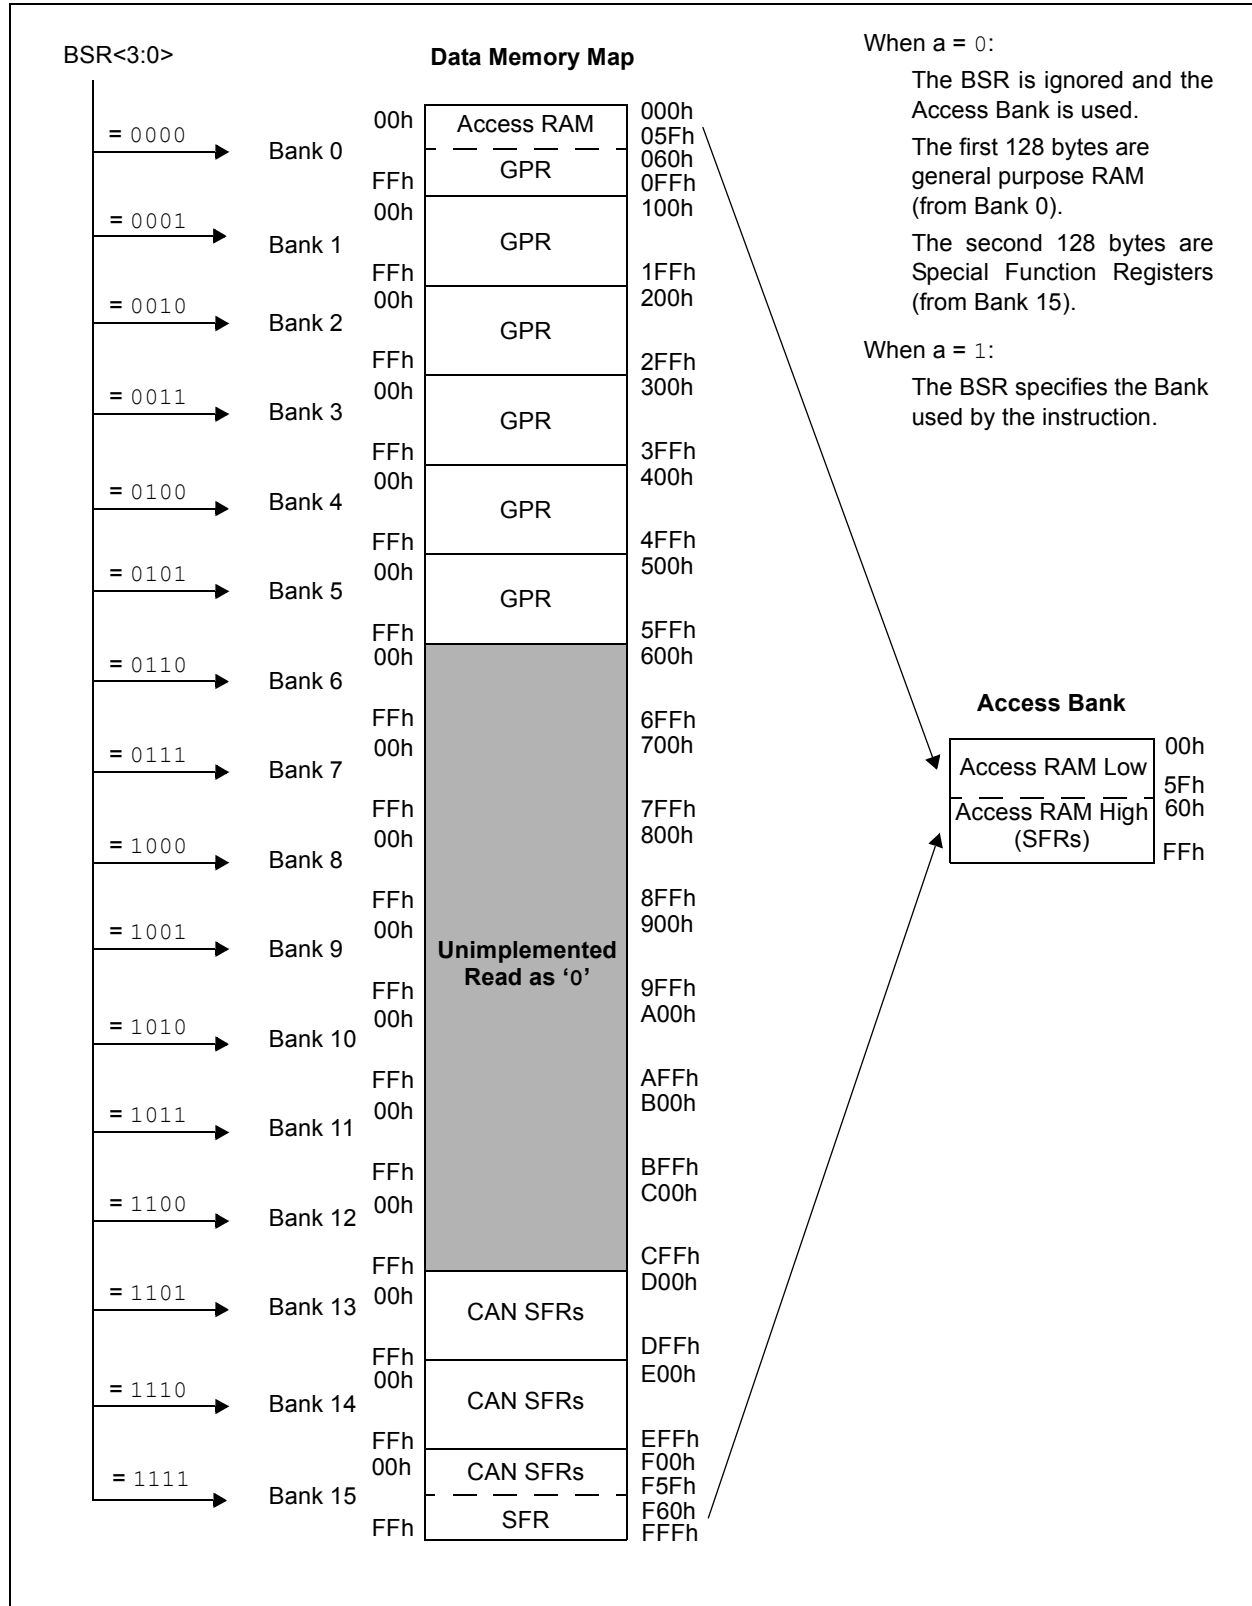 BSR<3:0>
Data Memory Map
When a = 0:
The BSR is ignored and the
Access Bank is used.
The first 128 bytes are
general purpose RAM
(from Bank 0).
The second 128 bytes are
Special Function Registers
(from Bank 15).
When a = 1:
The BSR specifies the Bank
used by the instruction.
= 0000
Bank 0
00h
FFh
Access RAM
GPR
000h
05Fh
060h
0FFh
= 0001
Bank 1
00h
FFh
GPR
100h
1FFh
= 0010
Bank 2
00h
FFh
GPR
200h
2FFh
= 0011
Bank 3
00h
FFh
GPR
300h
3FFh
= 0100
Bank 4
00h
FFh
GPR
400h
4FFh
= 0101
Bank 5
00h
FFh
GPR
500h
5FFh
= 0110
Bank 6
00h
FFh
600h
6FFh
= 0111
Bank 7
00h
FFh
700h
7FFh
= 1000
Bank 8
00h
FFh
800h
8FFh
= 1001
Bank 9
00h
FFh
Unimplemented
Read as ‘0’
900h
9FFh
= 1010
Bank 10
00h
FFh
A00h
AFFh
= 1011
Bank 11
00h
FFh
B00h
BFFh
= 1100
Bank 12
00h
FFh
C00h
CFFh
= 1101
Bank 13
00h
FFh
CAN SFRs
D00h
DFFh
= 1110
Bank 14
00h
FFh
CAN SFRs
E00h
EFFh
= 1111
Bank 15
00h
FFh
CAN SFRs
SFR
F00h
F5Fh
F60h
FFFh
Access Bank
Access RAM Low
Access RAM High
(SFRs)
00h
5Fh
60h
FFh